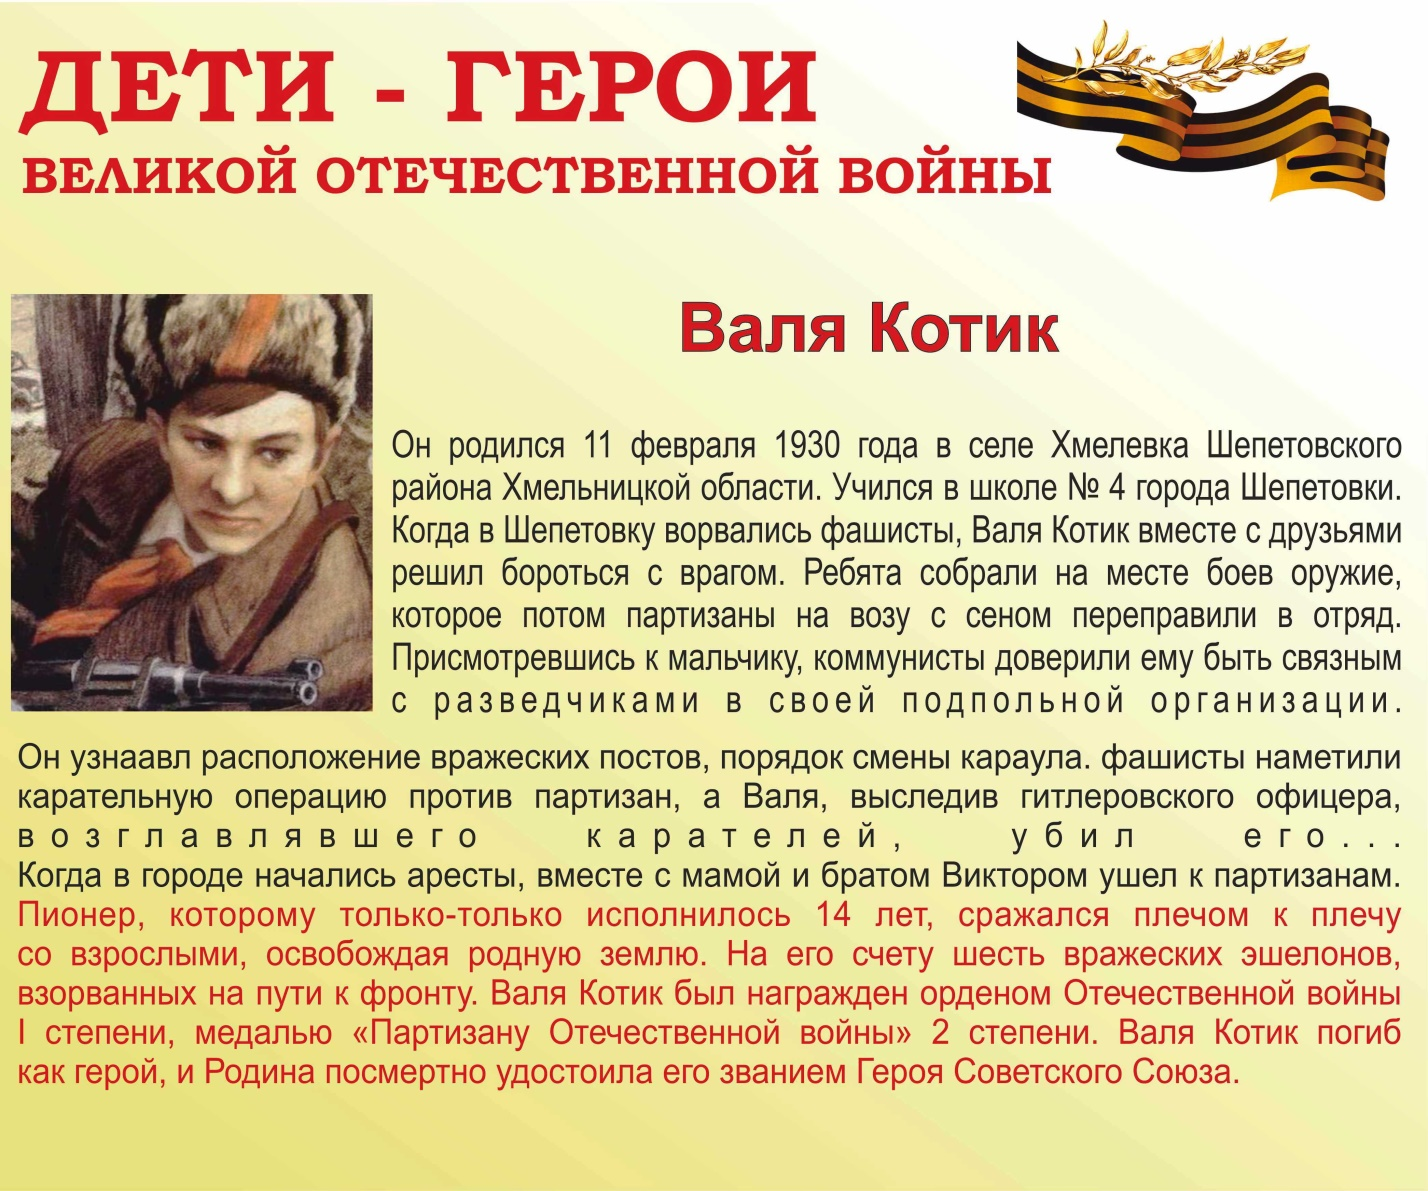 ДЕТИ - ГЕРОИ
ВЕЛИКОЙ ОТЕЧЕСТВЕННОЙ ВОЙНЫ
Валя Котик
Он родился 11 февраля 1930 года в селе Хмелевка Шепетовского
района Хмельницкой области. Учился в школе № 4 города Шепетовки.
Когда в Шепетовку ворвались фашисты, Валя Котик вместе с друзьями
решил бороться с врагом. Ребята собрали на месте боев оружие,
которое потом партизаны на возу с сеном переправили в отряд.
Присмотревшись к мальчику, коммунисты доверили ему быть связным
с разведчиками в своей подпольной организации.
Он узнаавл расположение вражеских постов, порядок смены караула. фашисты наметили
карательную операцию против партизан, а Валя, выследив гитлеровского офицера,
возглавлявшего карателей, убил его...
Когда в городе начались аресты, вместе с мамой и братом Виктором ушел к партизанам.
Пионер, которому только-только исполнилось 14 лет, сражался плечом к плечу
со взрослыми, освобождая родную землю. На его счету шесть вражеских эшелонов,
взорванных на пути к фронту. Валя Котик был награжден орденом Отечественной войны
I степени, медалью «Партизану Отечественной войны» 2 степени. Валя Котик погиб
как герой, и Родина посмертно удостоила его званием Героя Советского Союза.